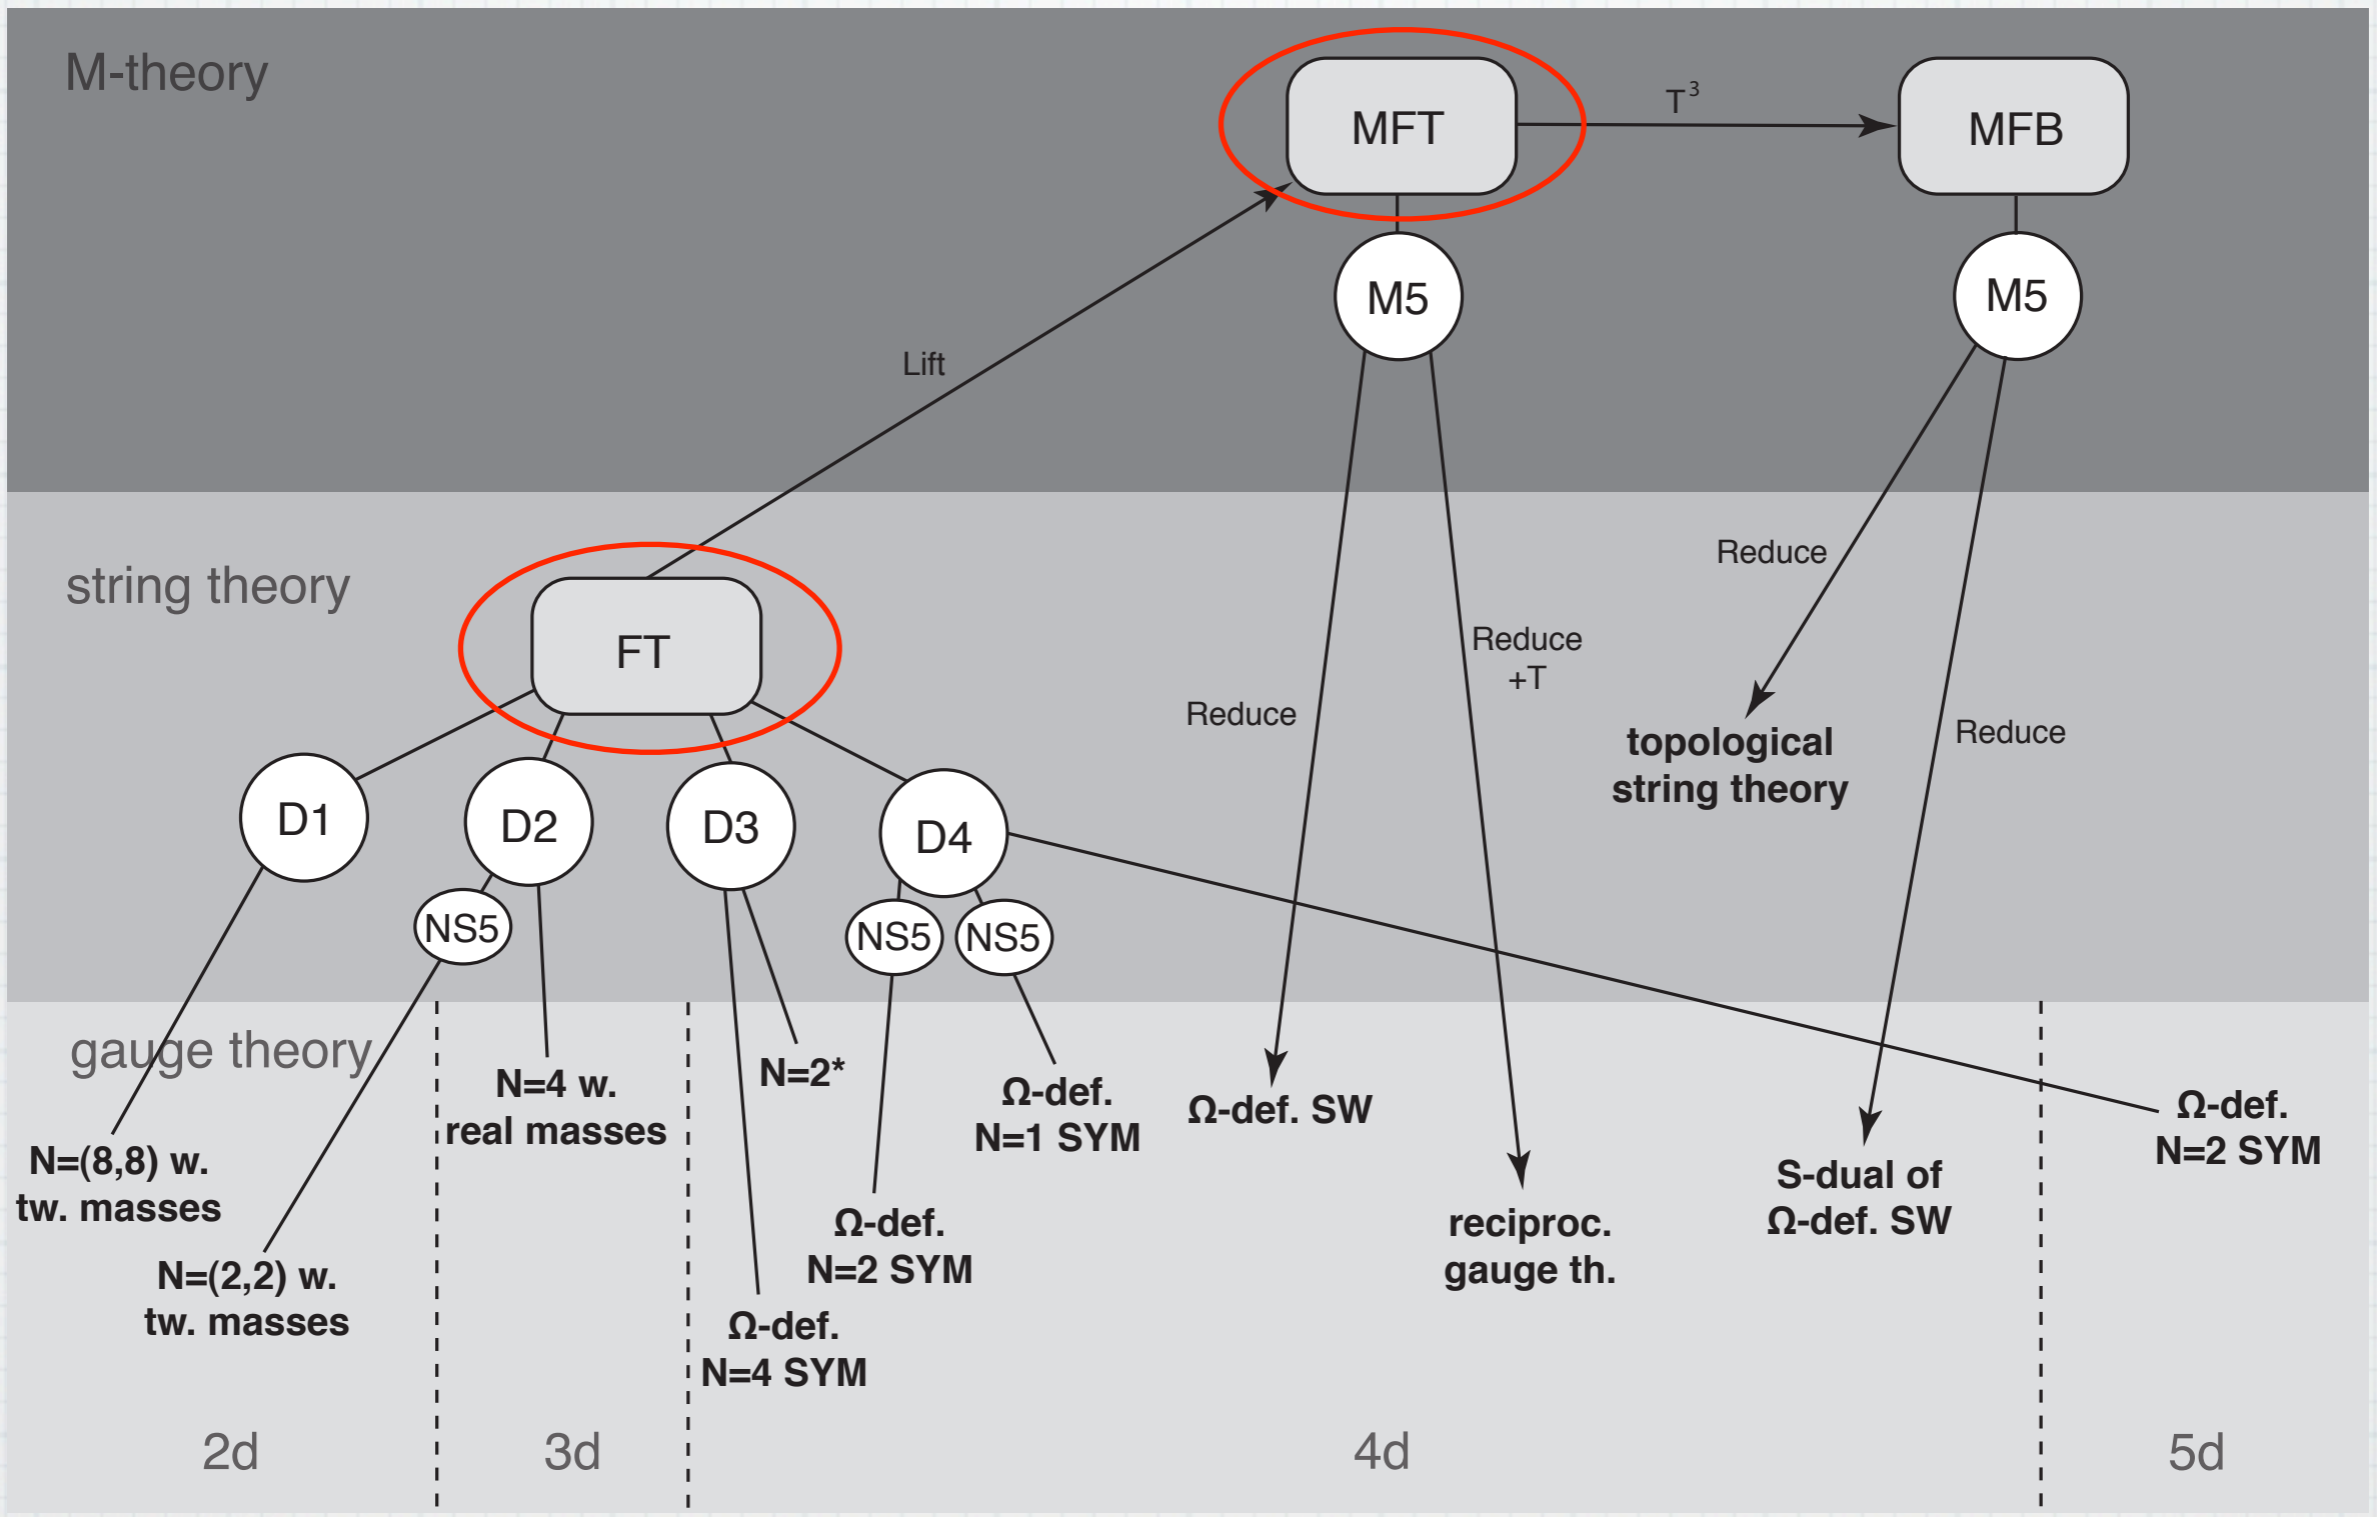 M-theory
MFT
T³
MFB
M5
M5
Lift
string theory
FT
Reduce
Reduce
+T
Reduce
Reduce
topological
string theory
D1
D2
D3
D4
NS5
NS5
NS5
gauge theory
N=(8,8) w.
tw. masses
N=(2,2) w.
tw. masses
N=4 w.
real masses
N=2*
Ω-def.
N=4 SYM
Ω-def.
N=2 SYM
Ω-def.
N=1 SYM
Ω-def. SW
reciproc.
gauge th.
S-dual of
Ω-def. SW
Ω-def.
N=2 SYM
2d
3d
4d
5d